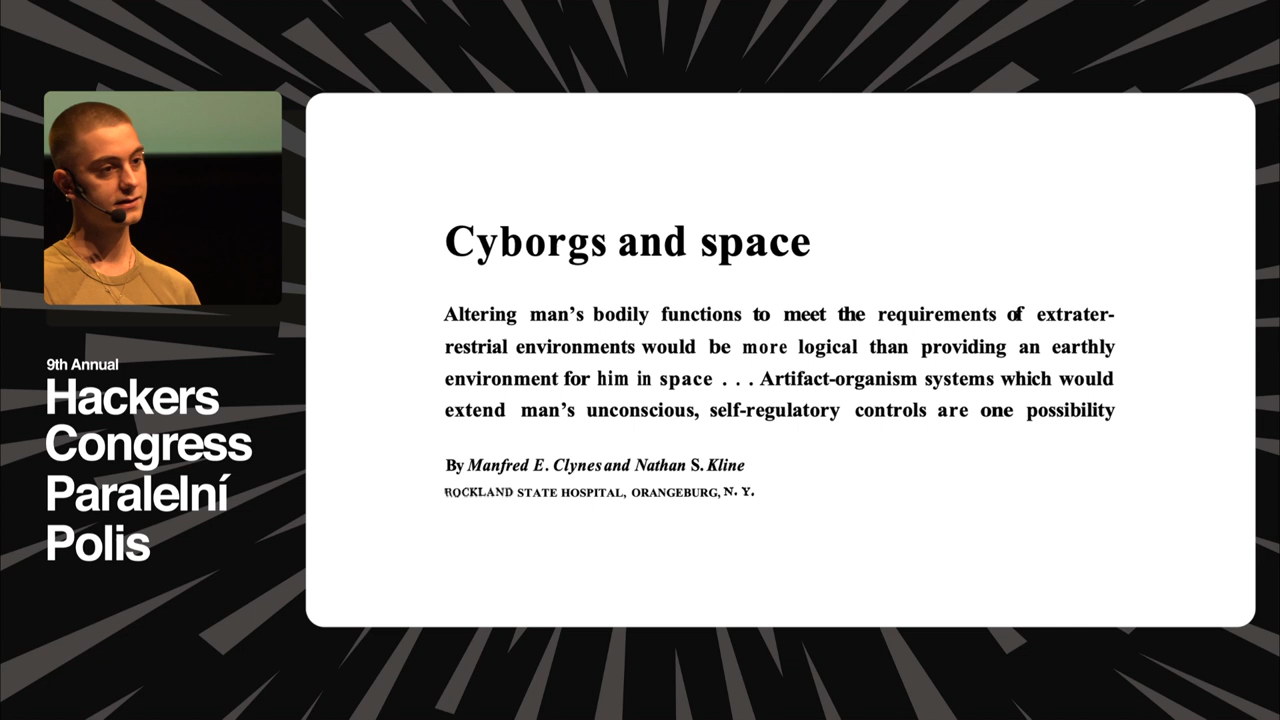 9th Annual
Hackers
Congress
Paralelní
Polis
Cyborgs and space
Altering man's bodily functions to meet the requirements of extrater-
restrial environments would be more logical than providing an earthly
environment for him in space . . . Artifact-organism systems which would
extend man's unconscious, self-regulatory controls are one possibility
By Manfred E. Clynes and Nathan S. Kline
ROCKLAND STATE HOSPITAL, ORANGEBURG, N. Y.